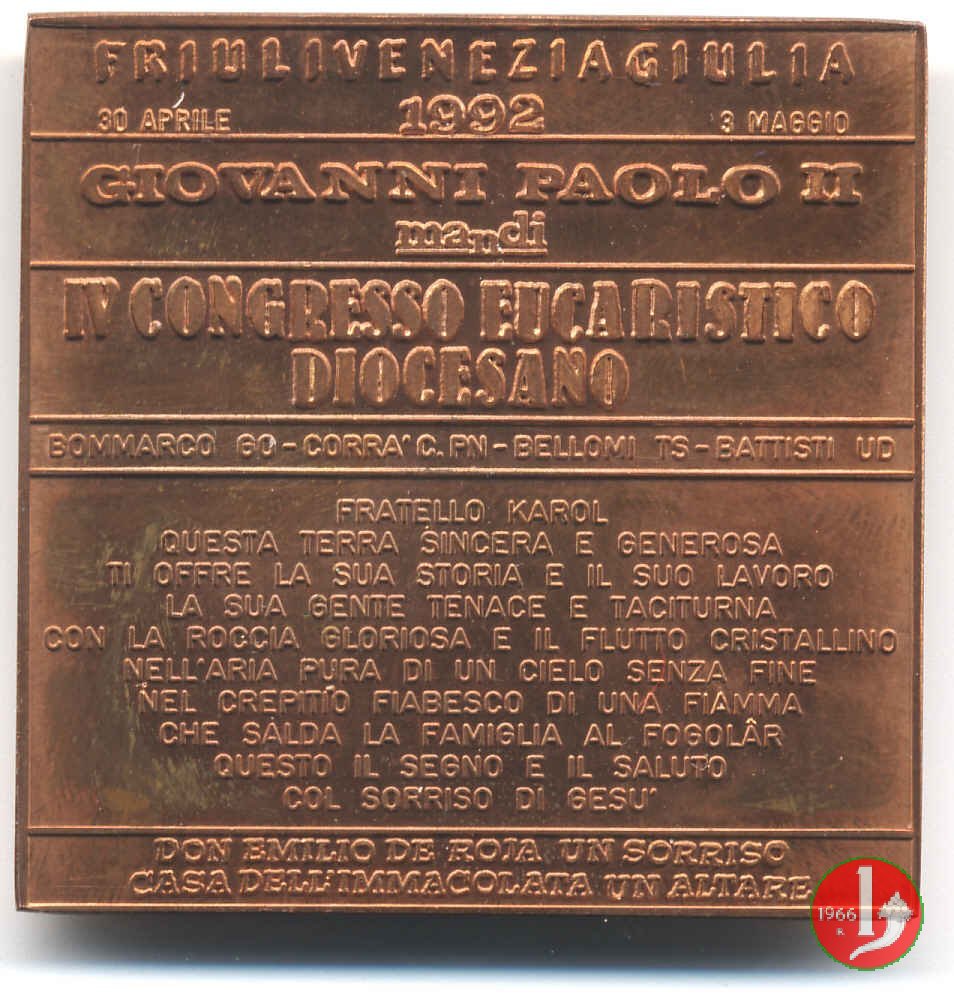 FRIULI VENEZIA GIULIA
30 APRILE 1992 3 MAGGIO
GIOVANNI PAOLO II
mandi
IV CONGRESSO EUCARISTICO
DIOCESANO
BOMMARCO GO - CORRA' C. PN - BELLOMI TS - BATTISTI UD
FRATELLO KAROL
QUESTA TERRA SINCERA E GENEROSA
TI OFFRE LA SUA STORIA E IL SUO LAVORO
LA SUA GENTE TENACE E TACITURNA
CON LA ROCCIA GLORIOSA E IL FLUTTO CRISTALLINO
NELL'ARIA PURA DI UN CIELO SENZA FINE
NEL CREPITIO FIABESCO DI UNA FIAMMA
CHE SALDA LA FAMIGLIA AL FOGOLÂR
QUESTO IL SEGNO E IL SALUTO
COL SORRISO DI GESU'
DON EMILIO DE ROJA UN SORRISO
CASA DELL'IMMACOLATA UN ALTARE
1966
R